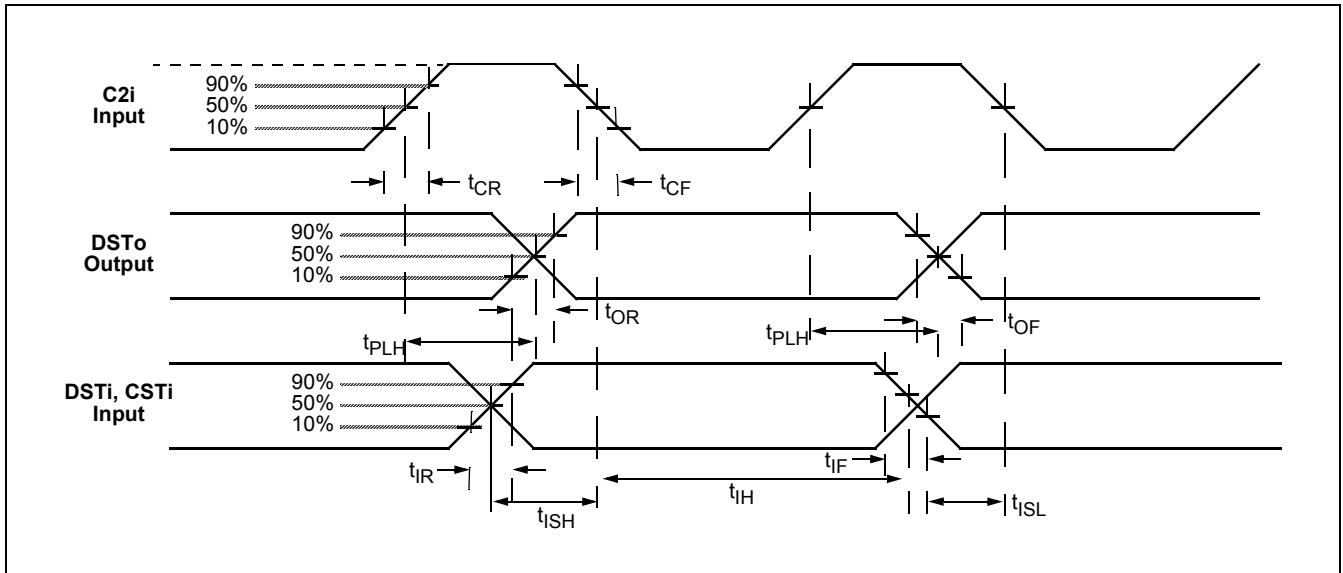 C2i
Input
90%
50%
10%
tCR
tCF
DSTo
Output
90%
50%
10%
tOR
tPLH
tPLH
tOF
DSTi, CSTi
Input
90%
50%
10%
tIR
tISH
tIH
tIF
tISL